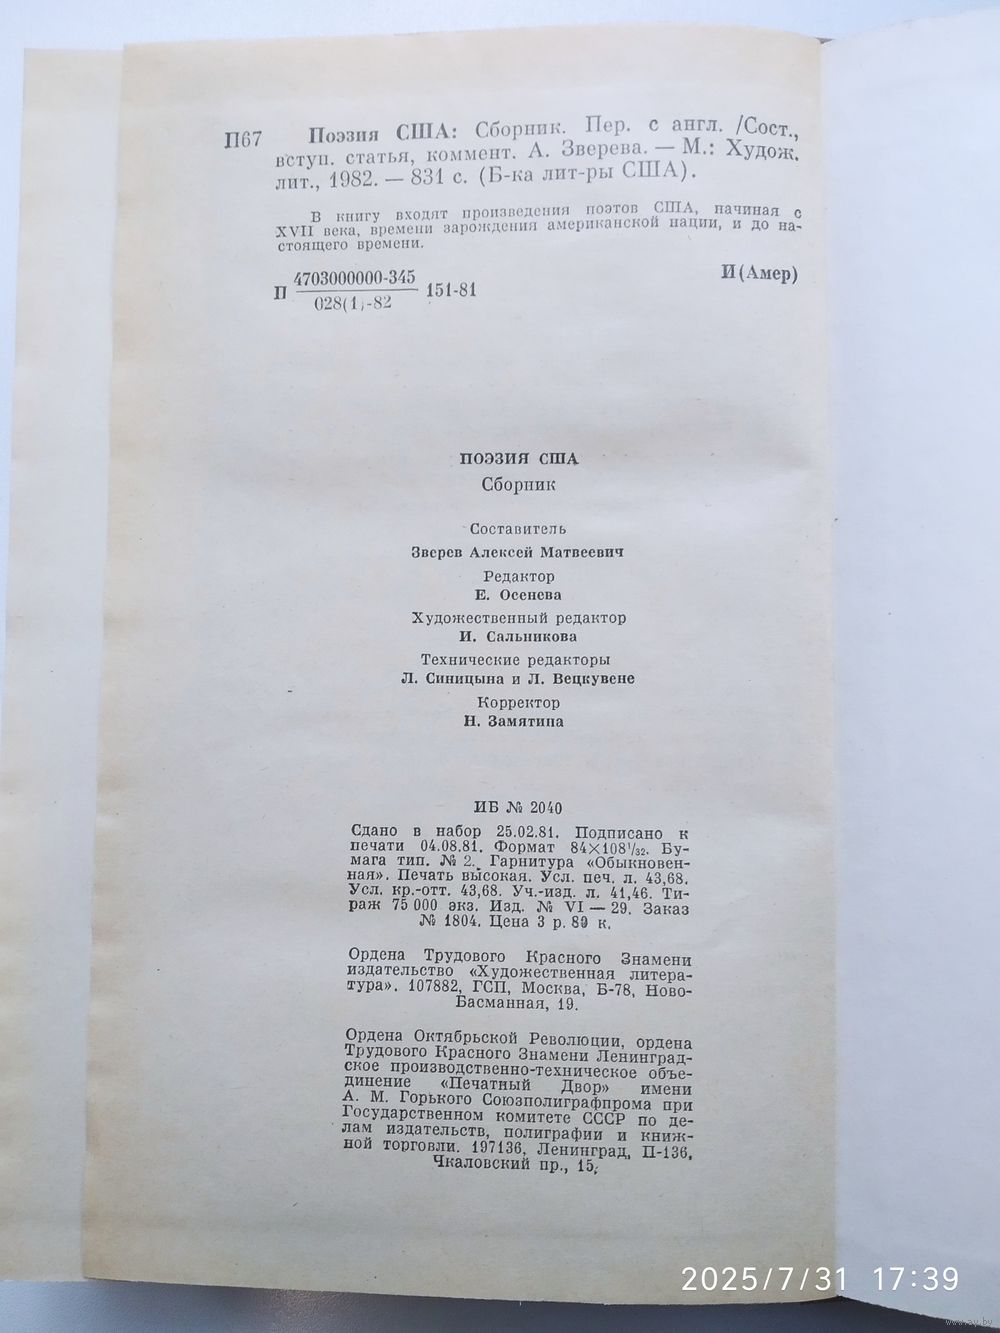 П67 Поэзия США: Сборник. Пер. с англ. /Сост.,
вступ. статья, коммент. А. Зверева. — М.: Худож.
лит., 1982. — 831 с. (Б-ка лит-ры США).
В книгу входят произведения поэтов США, начиная с
XVII века, времени зарождения американской нации, и до на-
стоящего времени.
П 4703000000-345 151-81 И(Амер)
028(1)-82
ПОЭЗИЯ США
Сборник
Составитель
Зверев Алексей Матвеевич
Редактор
Е. Осенева
Художественный редактор
И. Сальникова
Технические редакторы
Л. Синицына и Л. Вецкувене
Корректор
Н. Замятина
ИБ № 2040
Сдано в набор 25.02.81. Подписано к
печати 04.08.81. Формат 84×108¹/₃₂. Бу-
мага тип. № 2. Гарнитура «Обыкновен-
ная». Печать высокая. Усл. печ. л. 43,68.
Усл. кр.-отт. 43,68. Уч.-изд. л. 41,46. Ти-
раж 75 000 экз. Изд. № VI — 29. Заказ
№ 1804. Цена 3 р. 80 к.
Ордена Трудового Красного Знамени
издательство «Художественная литера-
тура». 107882, ГСП, Москва, Б-78, Ново-
Басманная, 19.
Ордена Октябрьской Революции, ордена
Трудового Красного Знамени Ленинград-
ское производственно-техническое объе-
динение «Печатный Двор» имени
А. М. Горького Союзполиграфпрома при
Государственном комитете СССР по де-
лам издательств, полиграфии и книж-
ной торговли. 197136, Ленинград, П-136,
Чкаловский пр., 15.
2025/7/31 17:39
www.ay.by